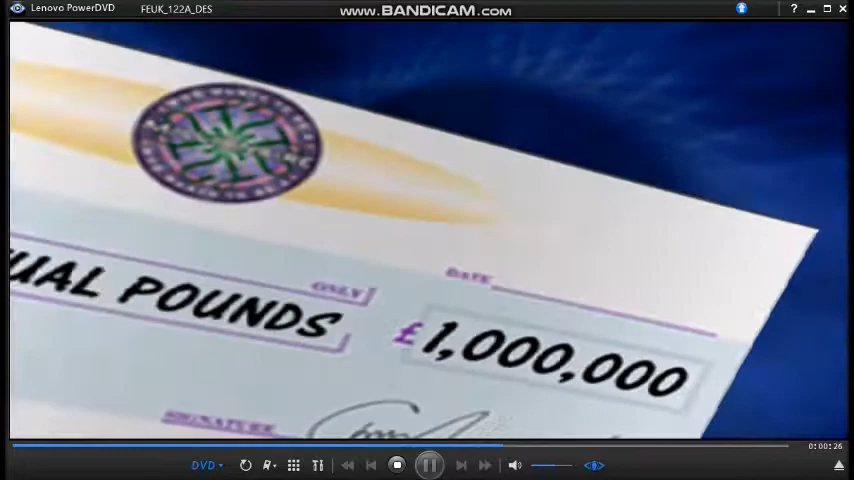 Lenovo PowerDVD
FEUK_122A_DES
www.BANDICAM.com
?
ONLY
DATE
UAL POUNDS
£1,000,000
SIGNATURE
0:00:26
DVD